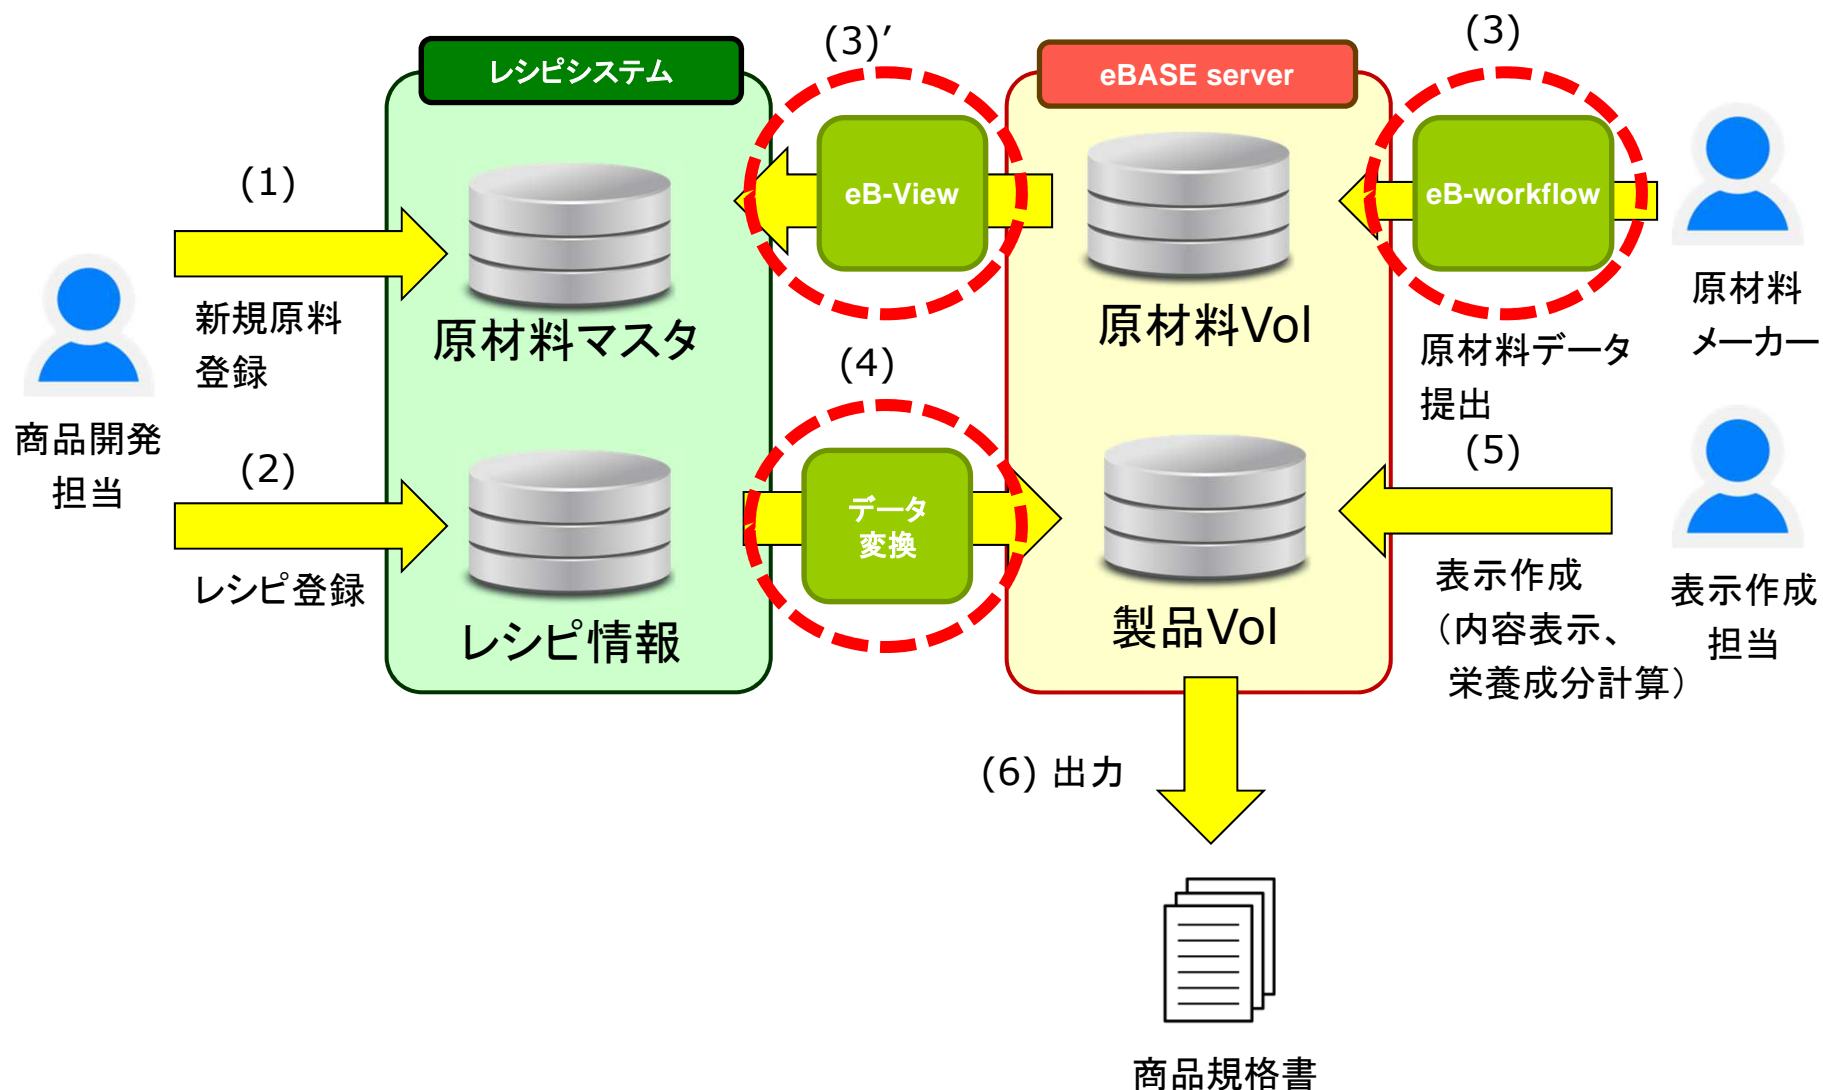 (3)′
(3)
レシピシステム
eBASE server
(1)
eB-View
eB-workflow
新規原料
登録
原材料マスタ
原材料Vol
原材料
メーカー
原材料データ
提出
(4)
商品開発
担当
(2)
(5)
データ
変換
レシピ登録
レシピ情報
製品Vol
表示作成
（内容表示、
栄養成分計算）
表示作成
担当
(6) 出力
商品規格書